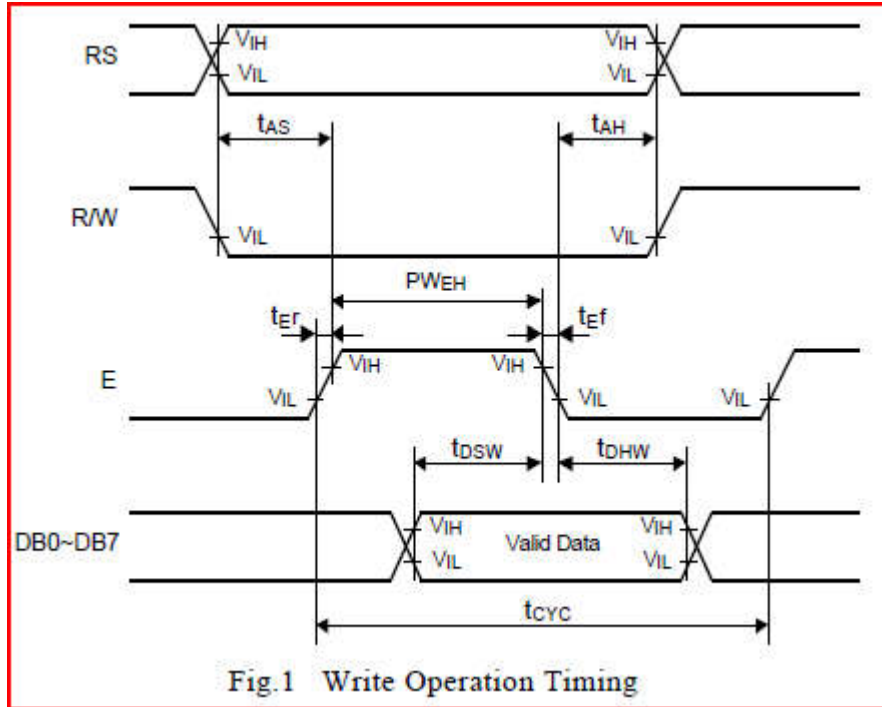 RS
VIH
VIH
VIL
VIL
tAS
tAH
R/W
VIL
VIL
PWEH
tEr
tEf
E
VIH
VIH
VIL
VIL
VIL
tDSW
tDHW
DB0~DB7
VIH
Valid Data
VIH
VIL
VIL
tCYC
Fig.1 Write Operation Timing